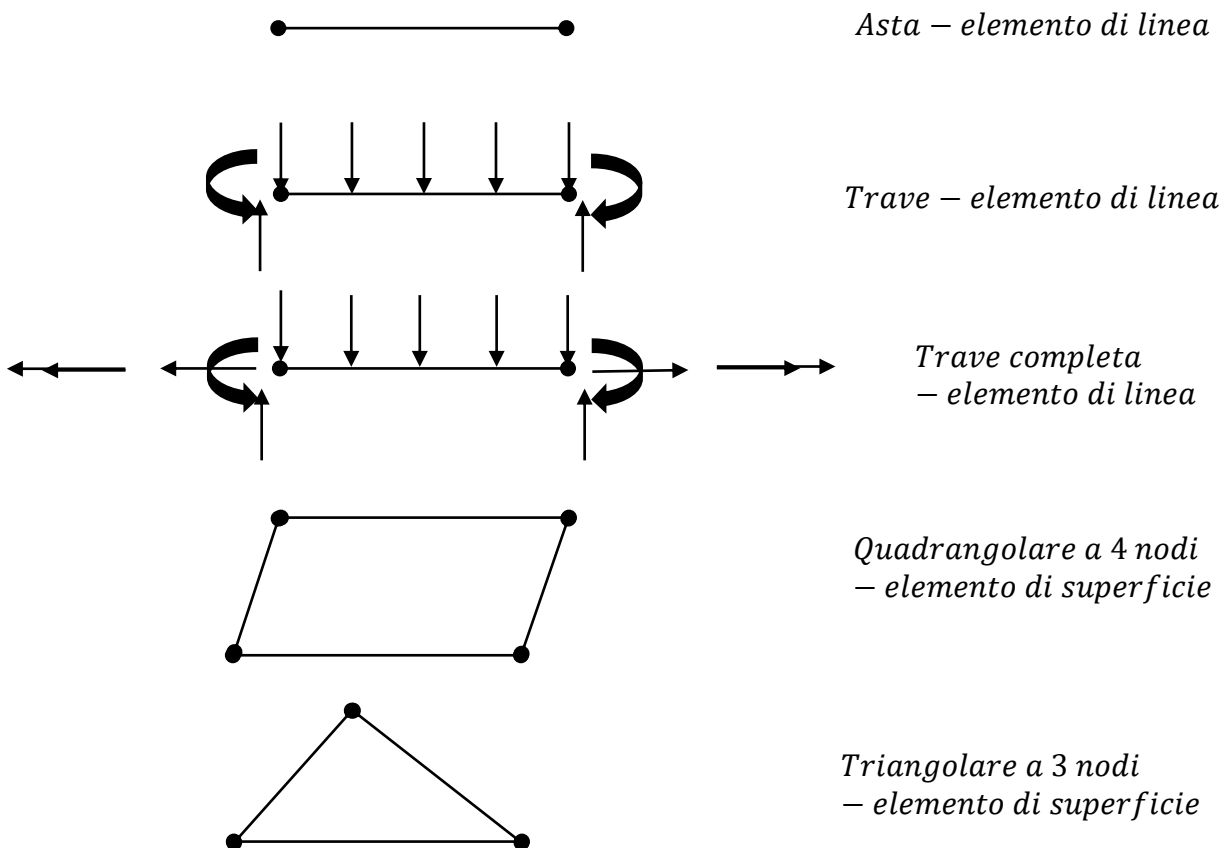 Asta − elemento di linea
Trave − elemento di linea
Trave completa
− elemento di linea
Quadrangolare a 4 nodi
− elemento di superficie
Triangolare a 3 nodi
− elemento di superficie